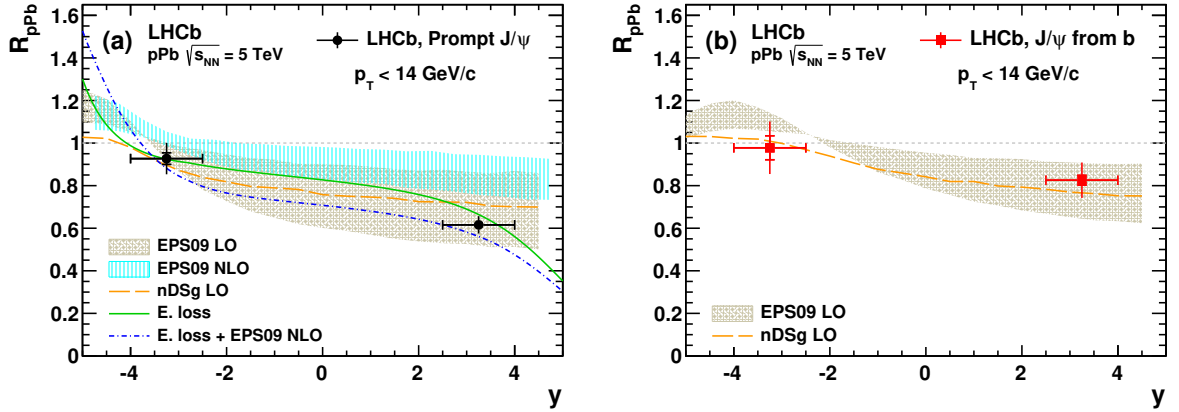 R_pPb
1.6
1.4
1.2
1
0.8
0.6
0.4
0.2
0
(a)
LHCb
pPb √s_NN = 5 TeV
LHCb, Prompt J/ψ
p_T < 14 GeV/c
EPS09 LO
EPS09 NLO
nDSg LO
E. loss
E. loss + EPS09 NLO
-4 -2 0 2 4
y
R_pPb
1.6
1.4
1.2
1
0.8
0.6
0.4
0.2
0
(b)
LHCb
pPb √s_NN = 5 TeV
LHCb, J/ψ from b
p_T < 14 GeV/c
EPS09 LO
nDSg LO
-4 -2 0 2 4
y